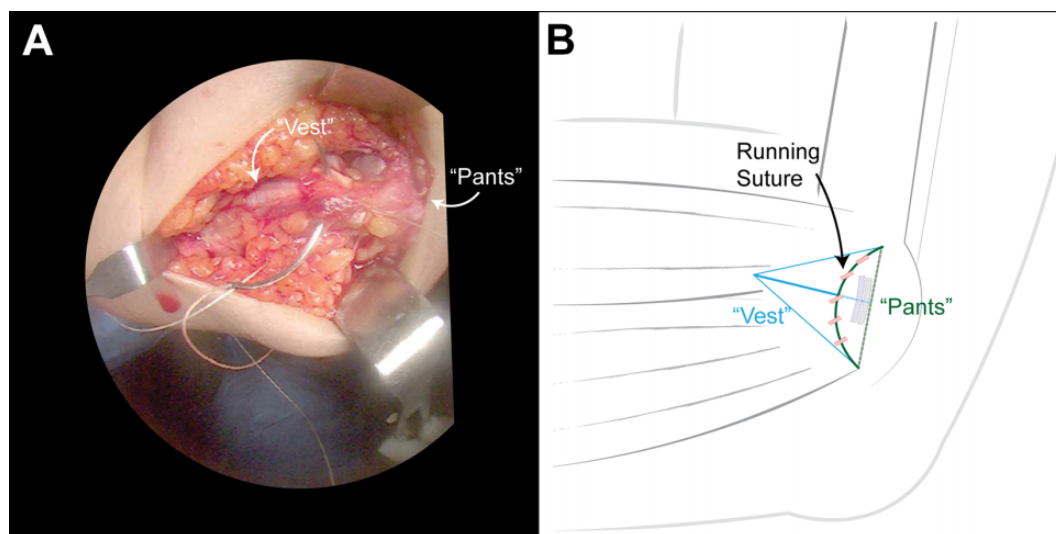 A
“Vest”
“Pants”
B
Running
Suture
“Vest”
“Pants”